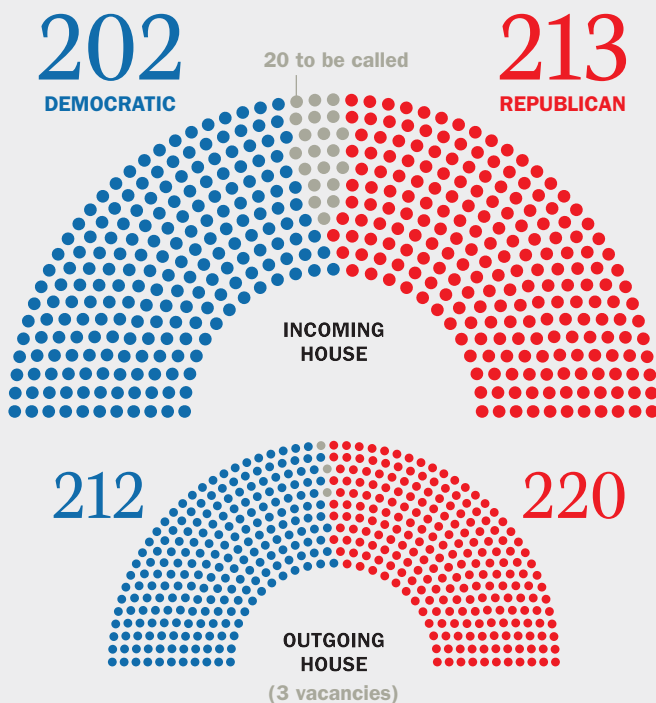 202
DEMOCRATIC
20 to be called
213
REPUBLICAN
INCOMING
HOUSE
212
220
OUTGOING
HOUSE
(3 vacancies)